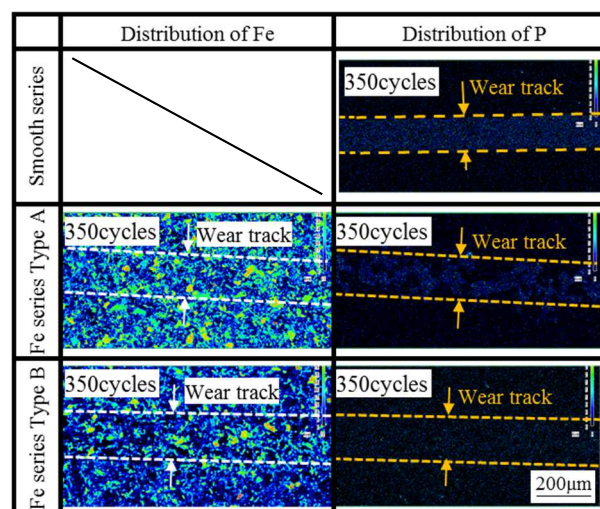 Distribution of Fe
Distribution of P
Smooth series
350cycles
Wear track
Fe series Type A
350cycles
Wear track
350cycles
Wear track
Fe series Type B
350cycles
Wear track
350cycles
Wear track
200μm